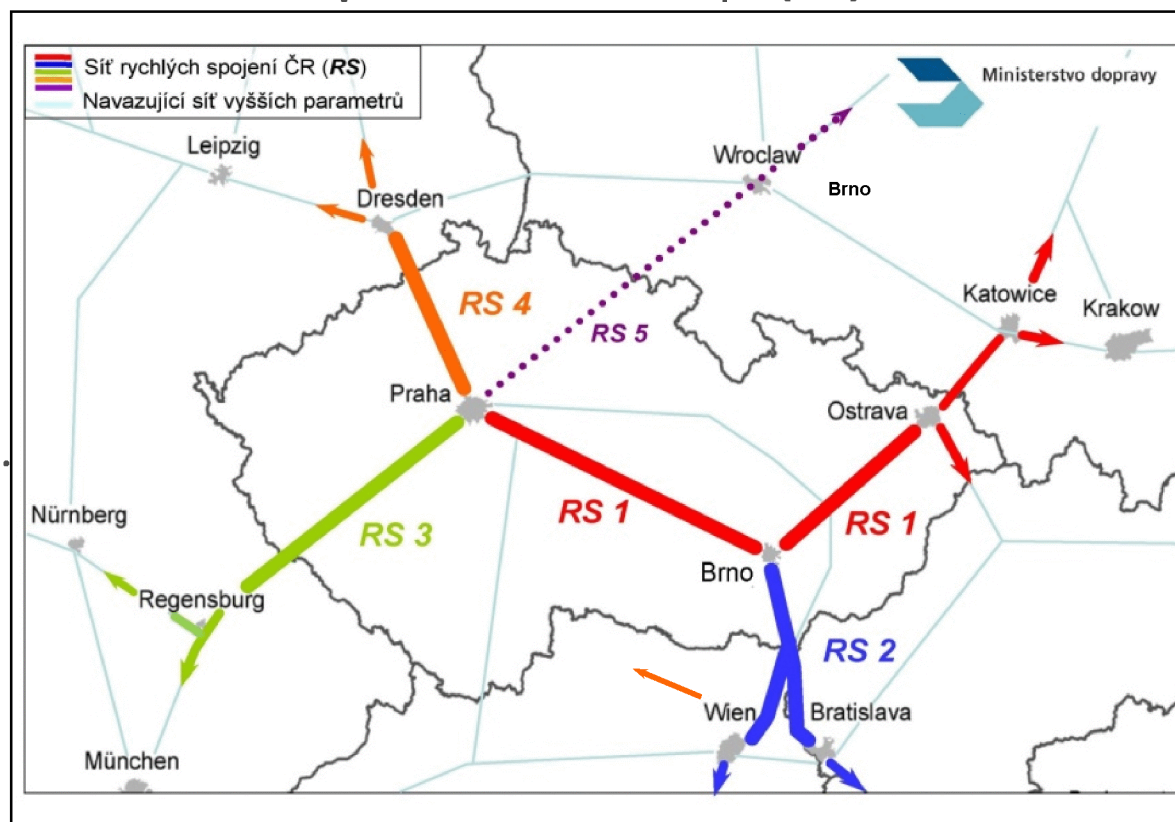 Síť rychlých spojení ČR (RS)
Navazující síť vyšších parametrů
Ministerstvo dopravy
Leipzig
Wroclaw
Brno
Dresden
Katowice
Krakow
RS 4
RS 5
Praha
Ostrava
Nürnberg
RS 3
RS 1
RS 1
Brno
Regensburg
RS 2
Wien
Bratislava
München